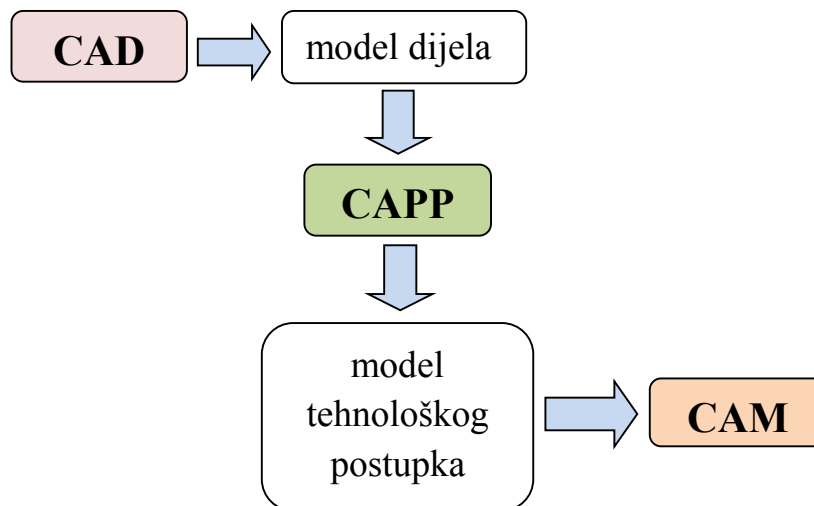 CAD
model dijela
CAPP
model
tehnološkog
postupka
CAM